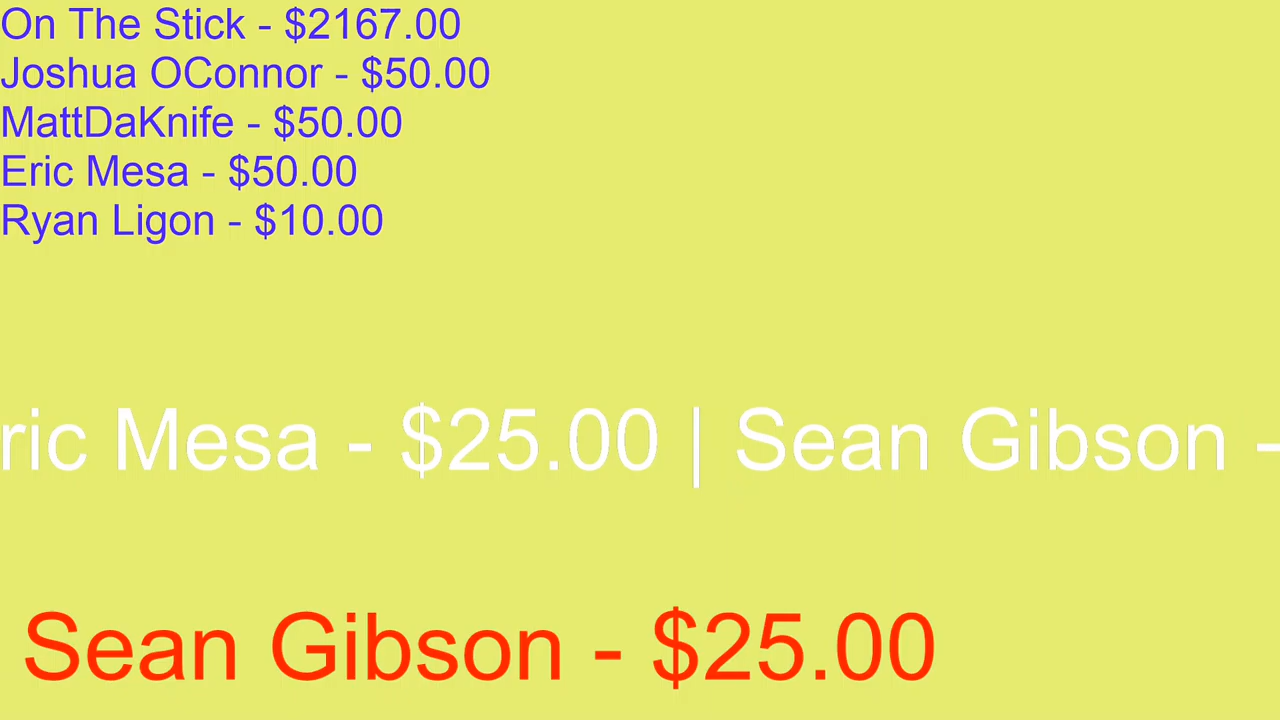 On The Stick - $2167.00
Joshua OConnor - $50.00
MattDaKnife - $50.00
Eric Mesa - $50.00
Ryan Ligon - $10.00
ric Mesa - $25.00 | Sean Gibson -
Sean Gibson - $25.00